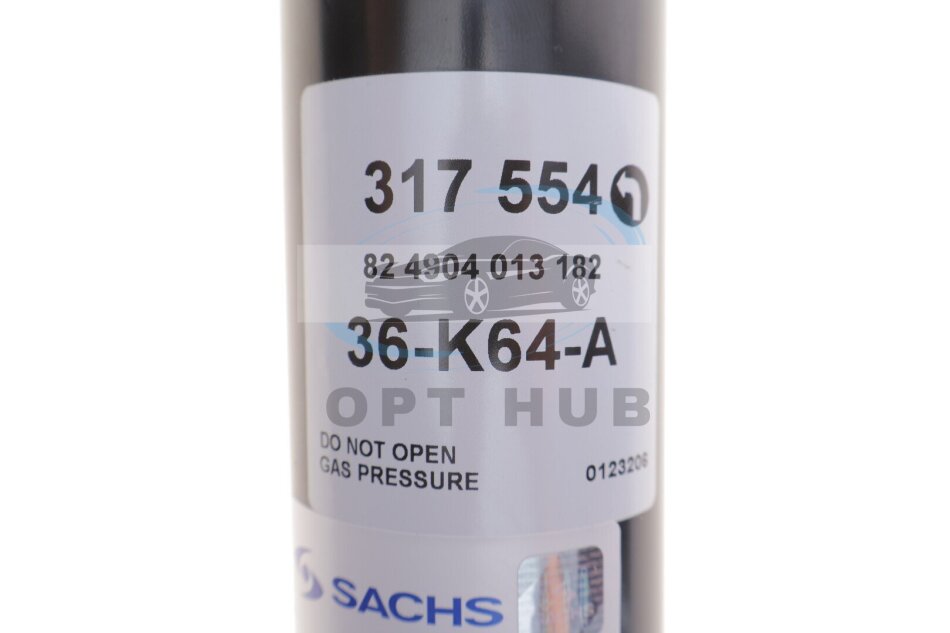 317 554
82 4904 013 182
36-K64-A
OPT HUB
DO NOT OPEN
GAS PRESSURE
0123206
SACHS